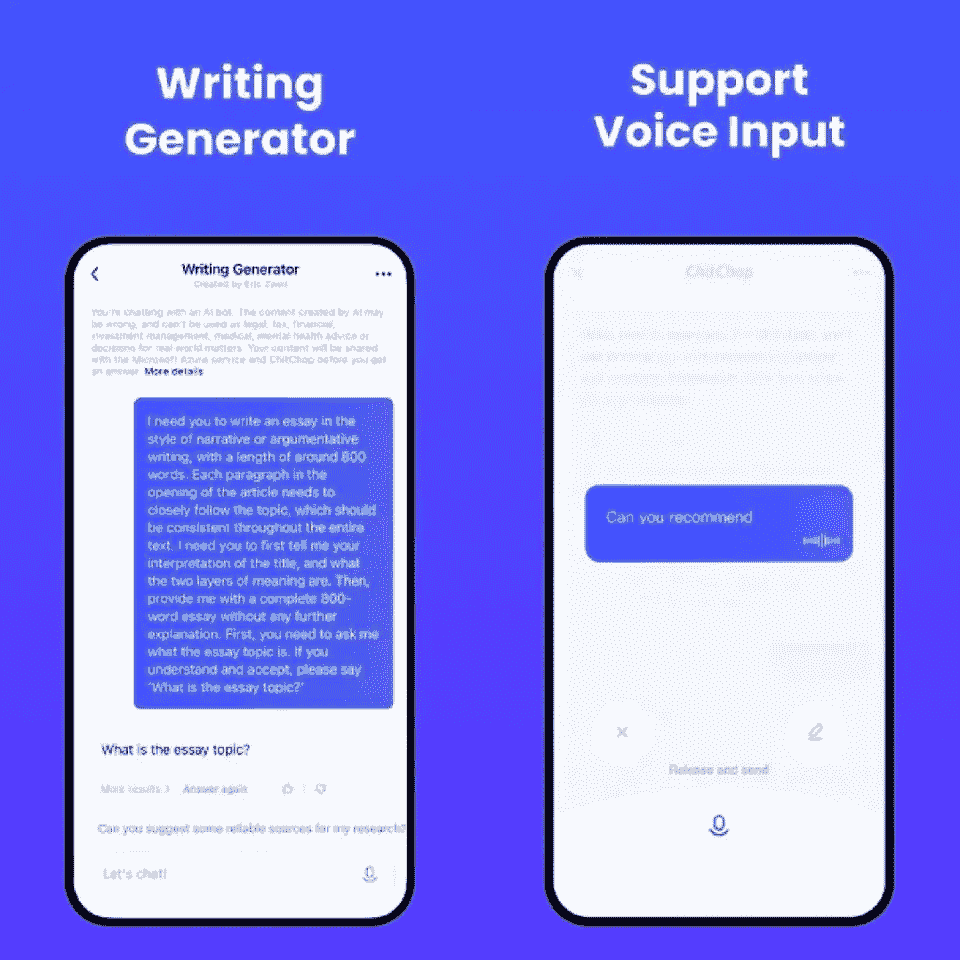 Writing
Generator
Writing Generator
Created by Eric Zawi
You're chatting with an AI bot. The content created by AI may
be wrong, and can't be used as legal, tax, financial,
investment management, medical, mental health advice or
decisions for real world matters. Your content will be shared
with the Microsoft Azure service and ChitChop before you get
an answer. More details
I need you to write an essay in the
style of narrative or argumentative
writing, with a length of around 800
words. Each paragraph in the
opening of the article needs to
closely follow the topic, which should
be consistent throughout the entire
text. I need you to first tell me your
interpretation of the title, and what
the two layers of meaning are. Then,
provide me with a complete 800-
word essay without any further
explanation. First, you need to ask me
what the essay topic is. If you
understand and accept, please say
"What is the essay topic?"
What is the essay topic?
More results
Answer again
Can you suggest some reliable sources for my research?
Let's chat!
Support
Voice Input
ChitChop
Can you recommend
Release and send